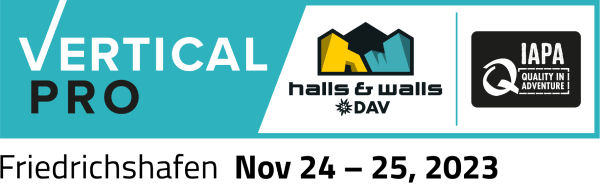 VERTICAL
PRO
halls & walls
DAV
IAPA
QUALITY IN
ADVENTURE
Friedrichshafen Nov 24 – 25, 2023